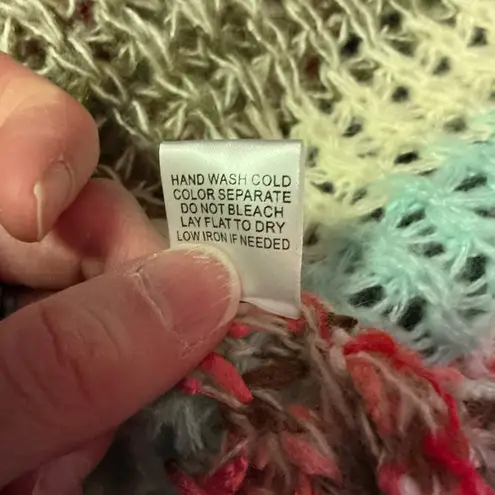 HAND WASH COLD
COLOR SEPARATE
DO NOT BLEACH
LAY FLAT TO DRY
LOW IRON IF NEEDED